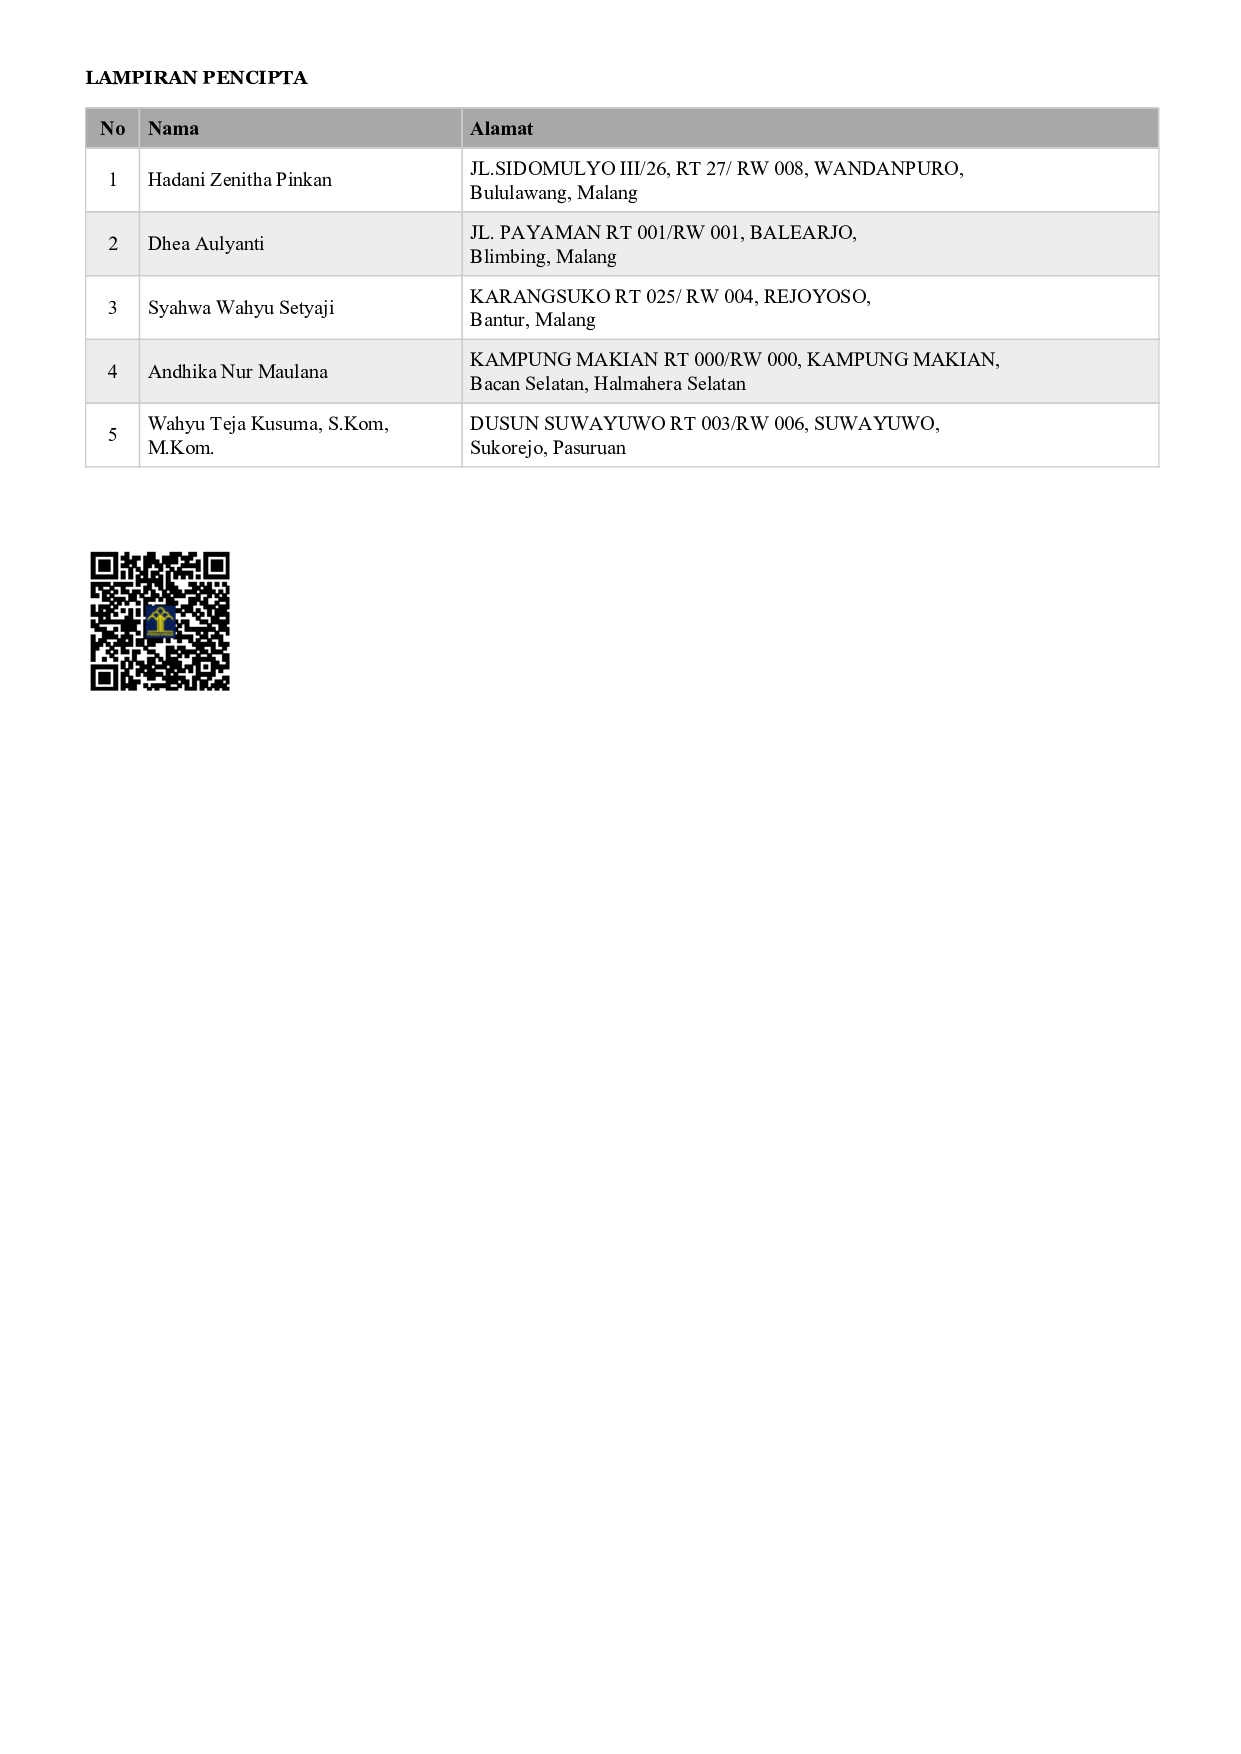 LAMPIRAN PENCIPTA
No Nama Alamat
1 Hadani Zenitha Pinkan JL.SIDOMULYO III/26, RT 27/ RW 008, WANDANPURO,
Bululawang, Malang
2 Dhea Aulyanti JL. PAYAMAN RT 001/RW 001, BALEARJO,
Blimbing, Malang
3 Syahwa Wahyu Setyaji KARANGSUKO RT 025/ RW 004, REJOYOSO,
Bantur, Malang
4 Andhika Nur Maulana KAMPUNG MAKIAN RT 000/RW 000, KAMPUNG MAKIAN,
Bacan Selatan, Halmahera Selatan
5 Wahyu Teja Kusuma, S.Kom, M.Kom. DUSUN SUWAYUWO RT 003/RW 006, SUWAYUWO,
Sukorejo, Pasuruan